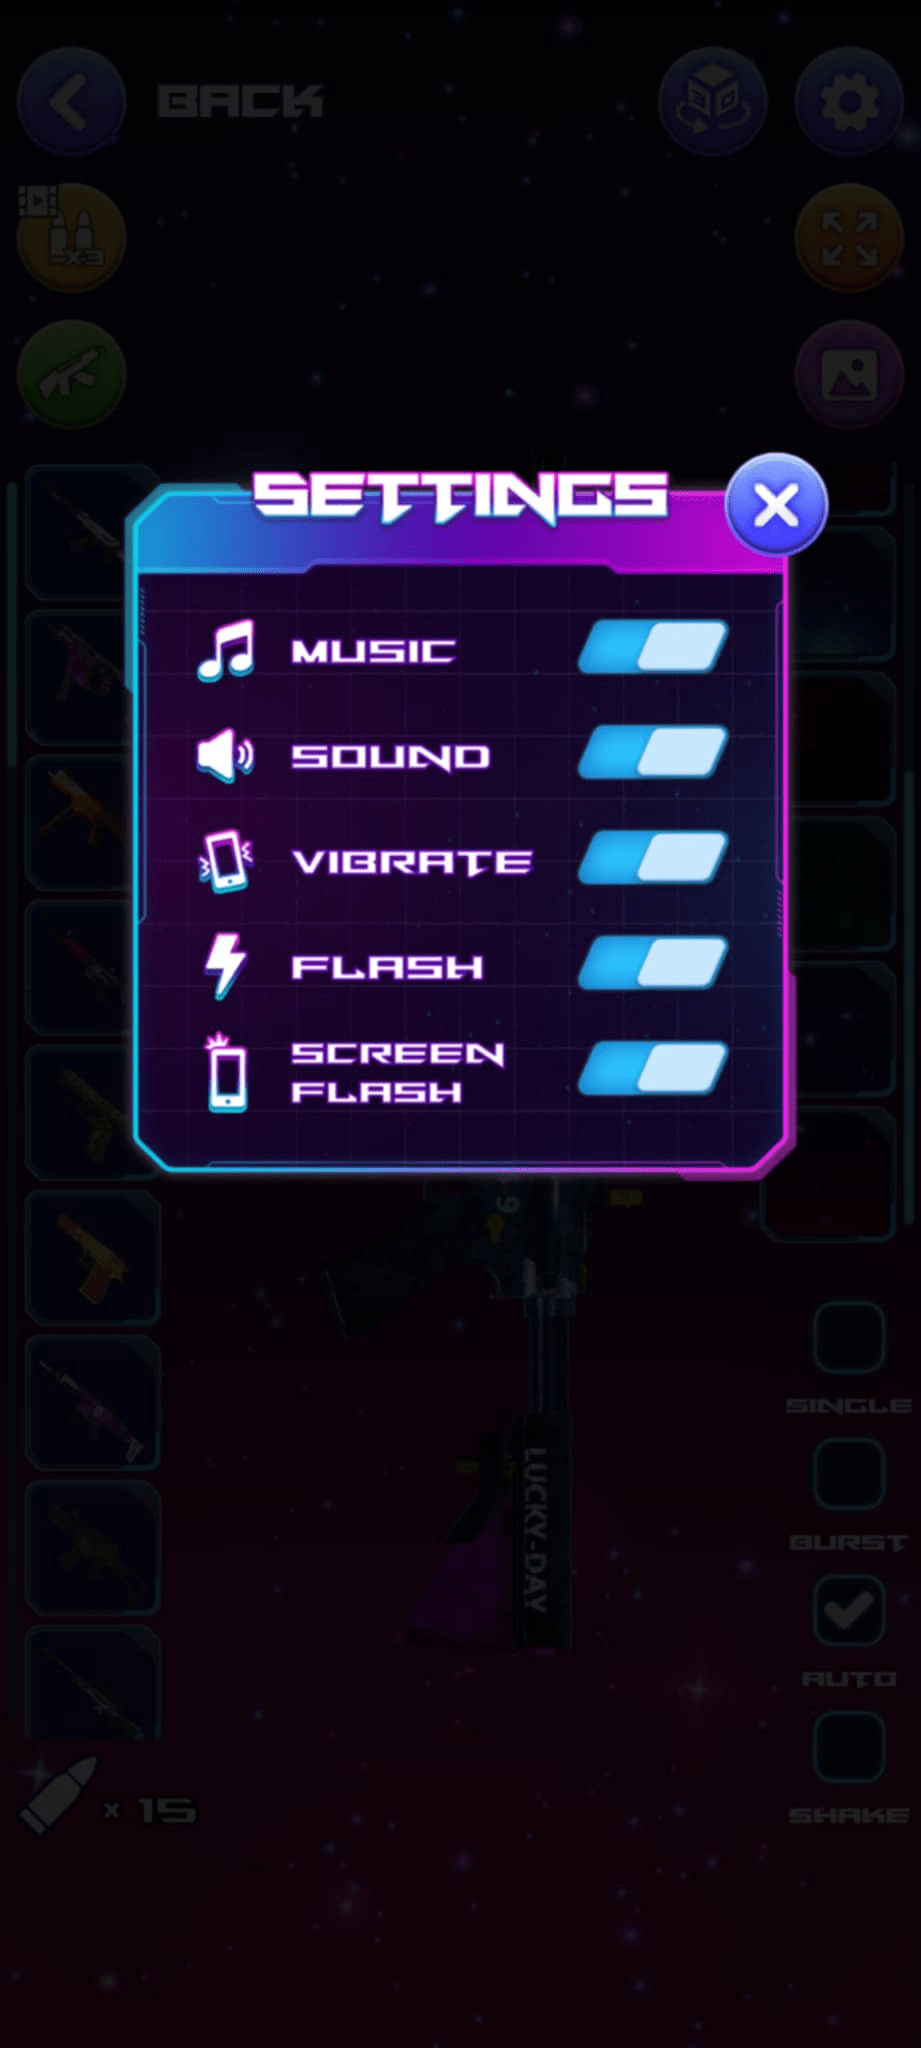 BACK
-X3
SETTINGS
MUSIC
SOUND
VIBRATE
FLASH
SCREEN
FLASH
LUCKY-DAY
SINGLE
BURST
AUTO
SHAKE
x 15